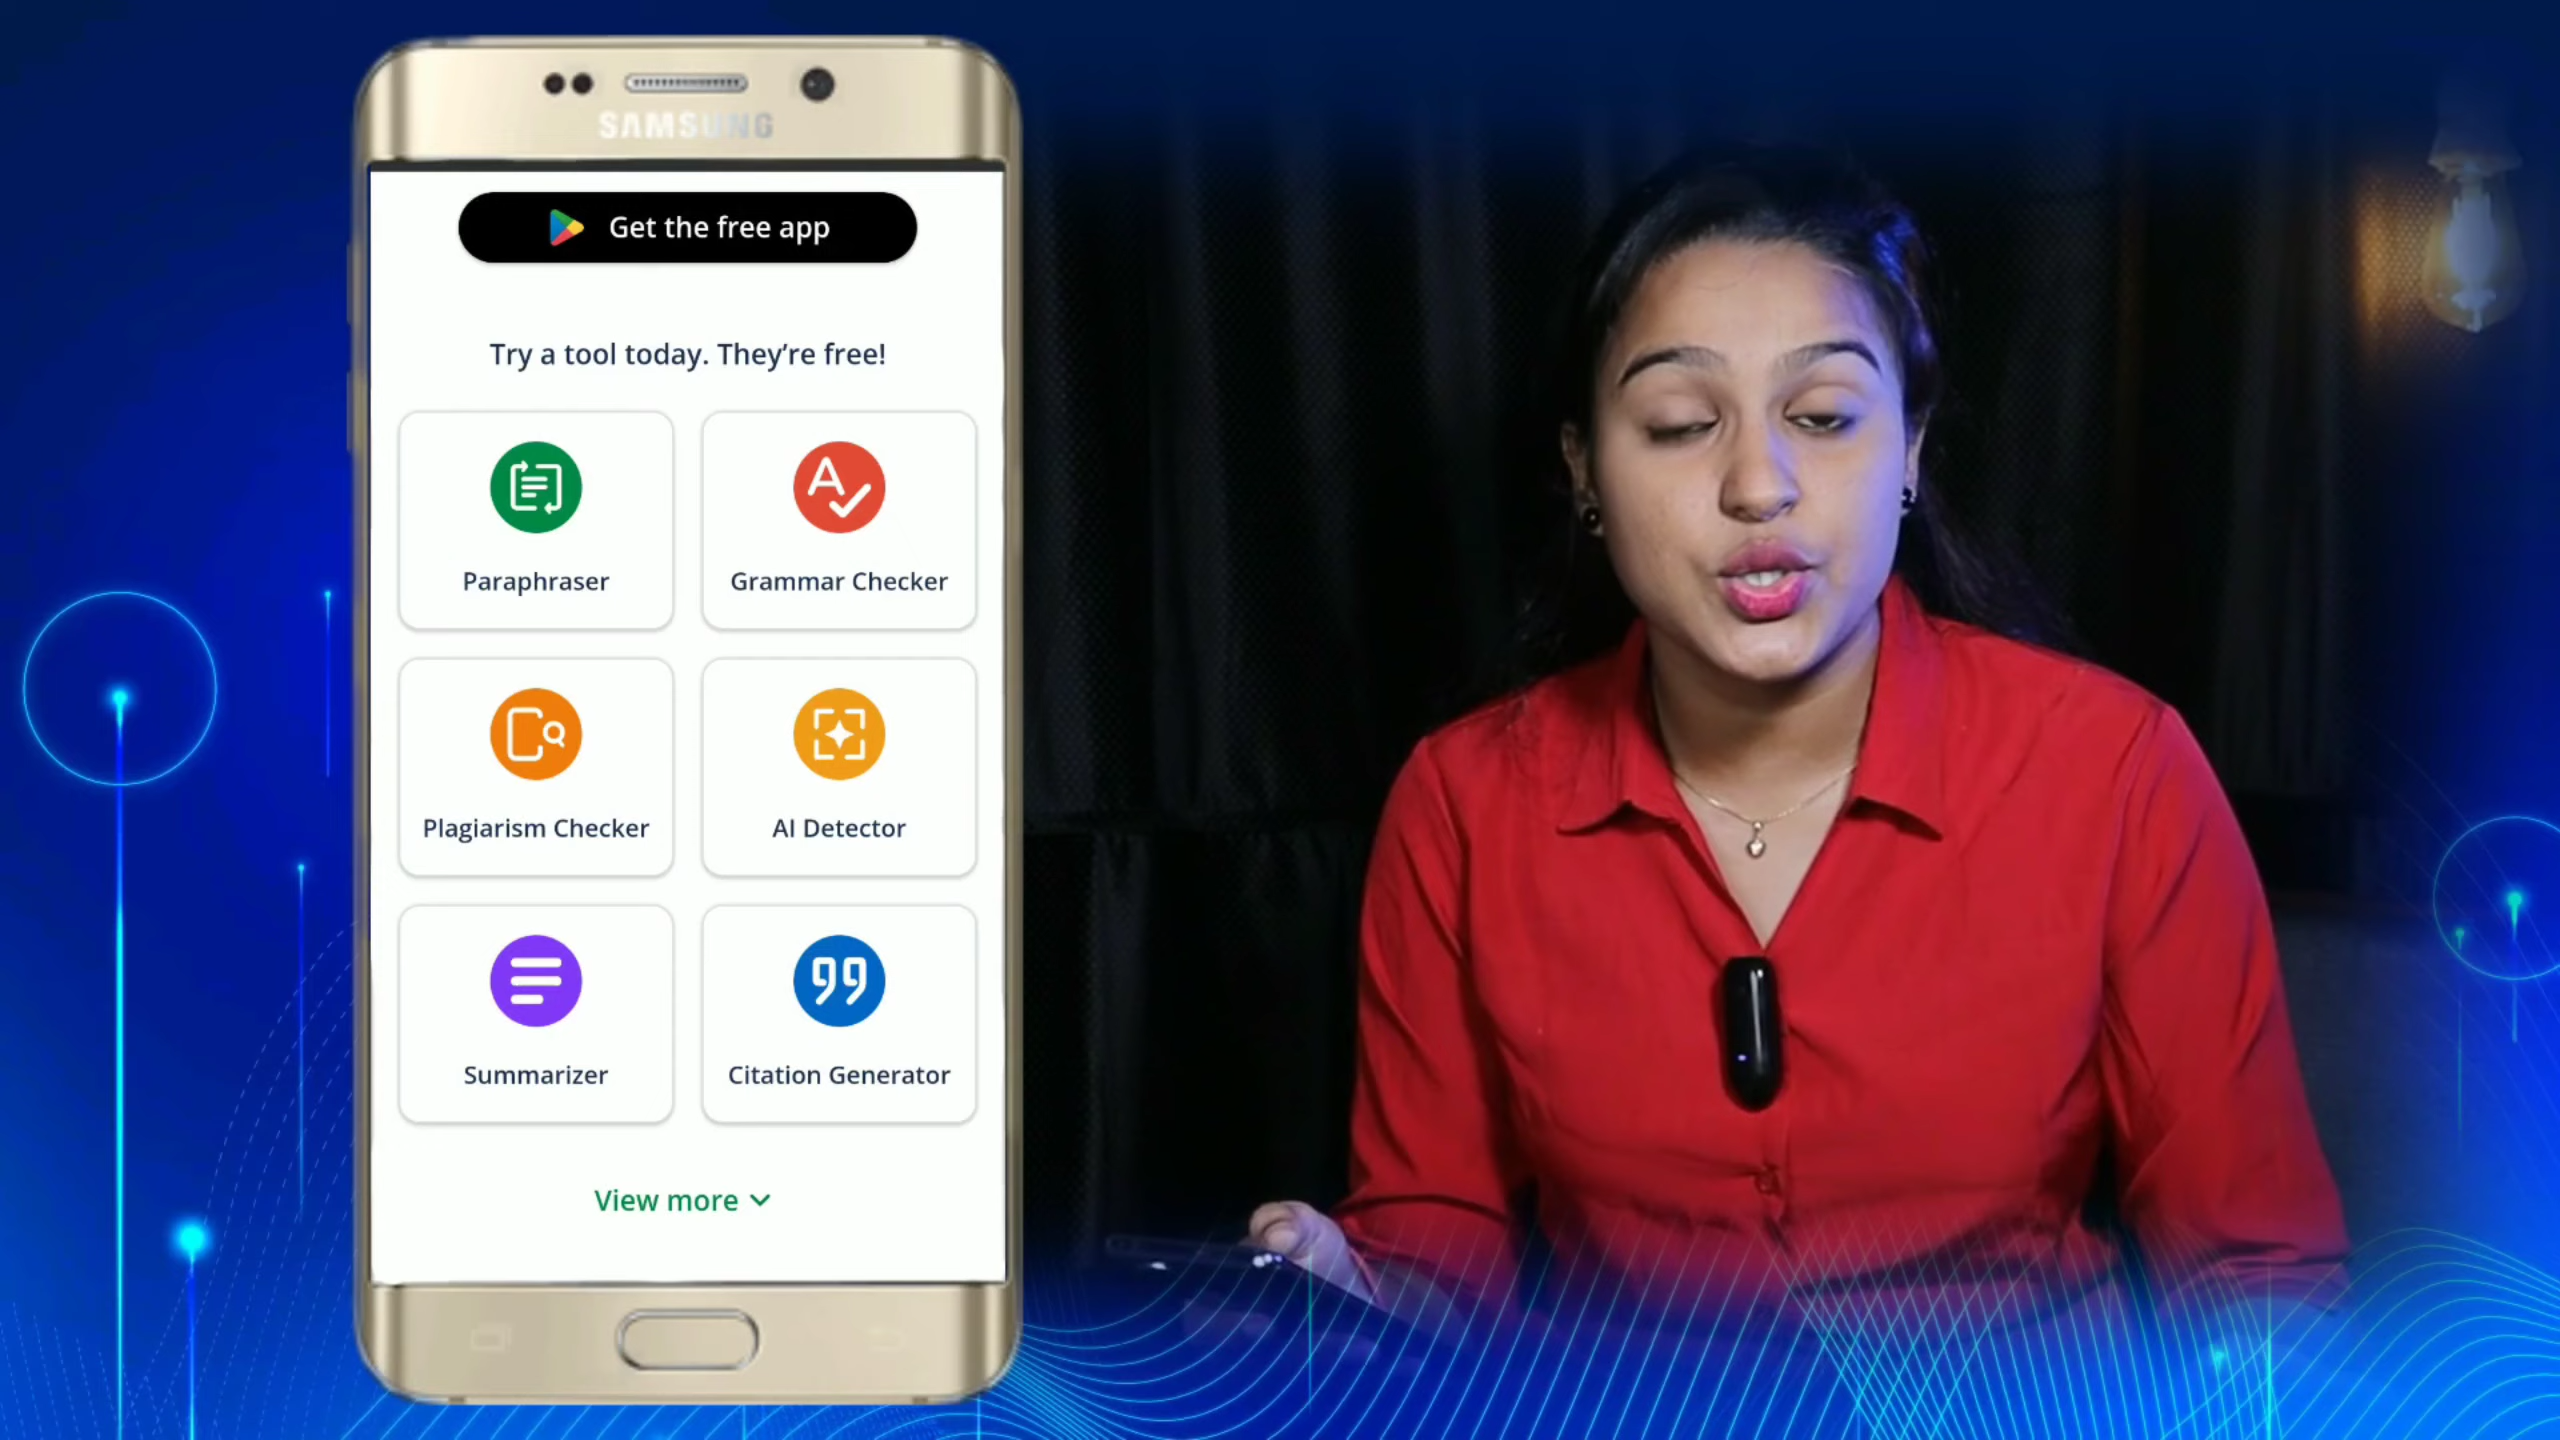 SAMSUNG
Get the free app
Try a tool today. They’re free!
Paraphraser
Grammar Checker
Plagiarism Checker
AI Detector
Summarizer
Citation Generator
View more